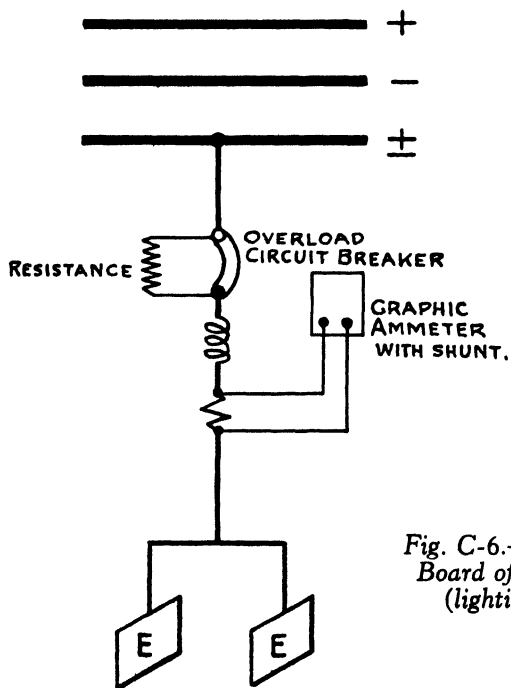 +
−
±
OVERLOAD
CIRCUIT BREAKER
RESISTANCE
GRAPHIC
AMMETER
WITH SHUNT.
Fig. C-6.-
Board of
(lighti
E E